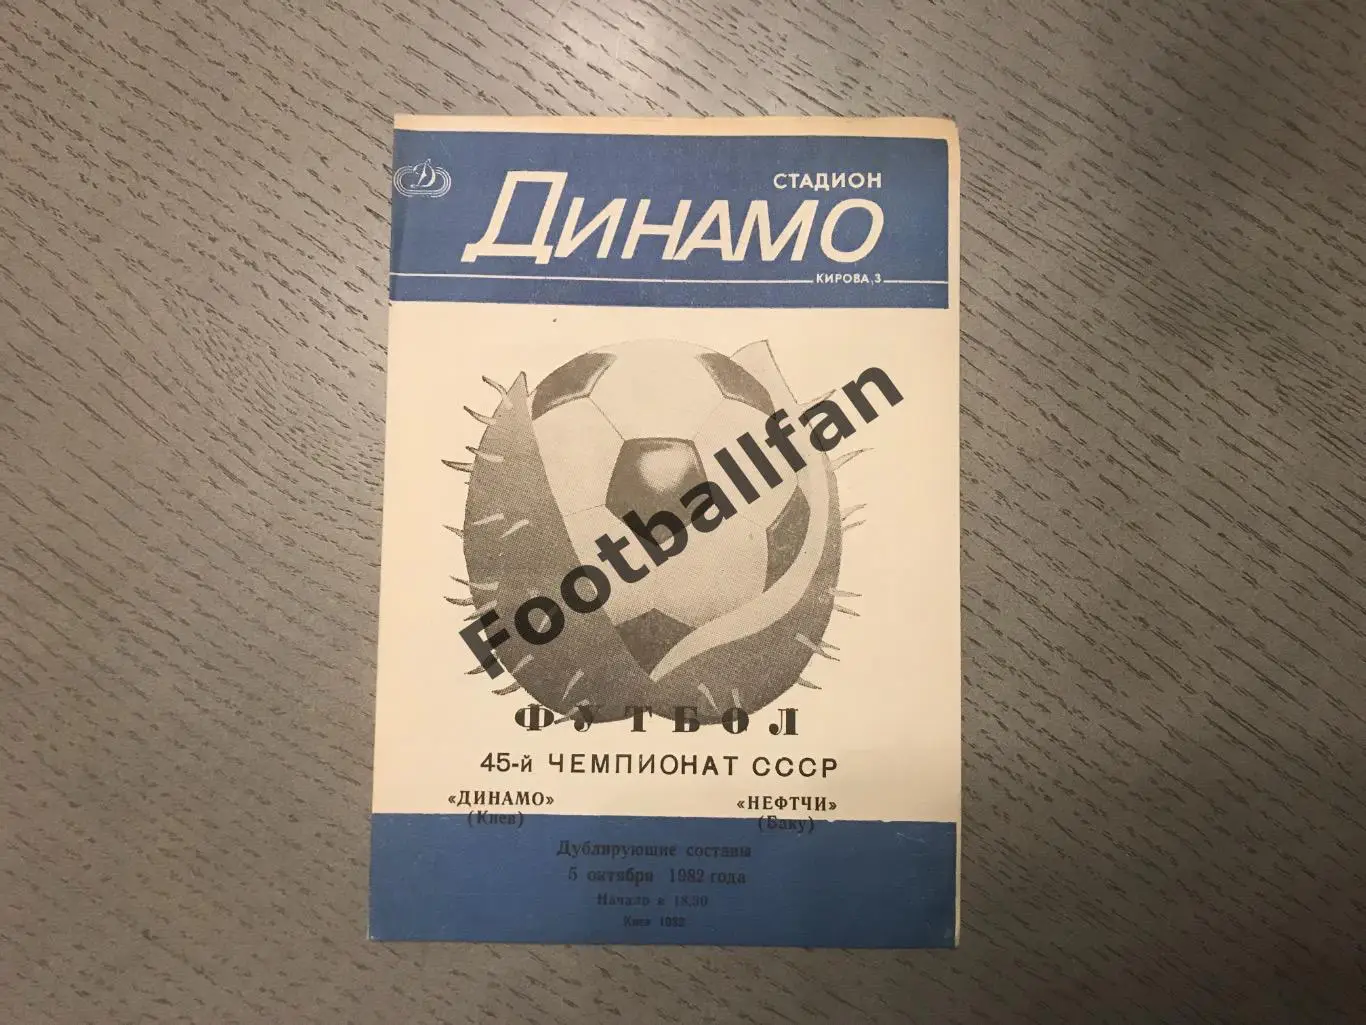 СТАДИОН
ДИНАМО
КИРОВА, 3
Footballfan
ФУТБОЛ
45-й ЧЕМПИОНАТ СССР
«ДИНАМО» «НЕФТЧИ»
(Киев) (Баку)
Дублирующие составы
5 октября 1982 года
Начало в 18.30
Киев 1982